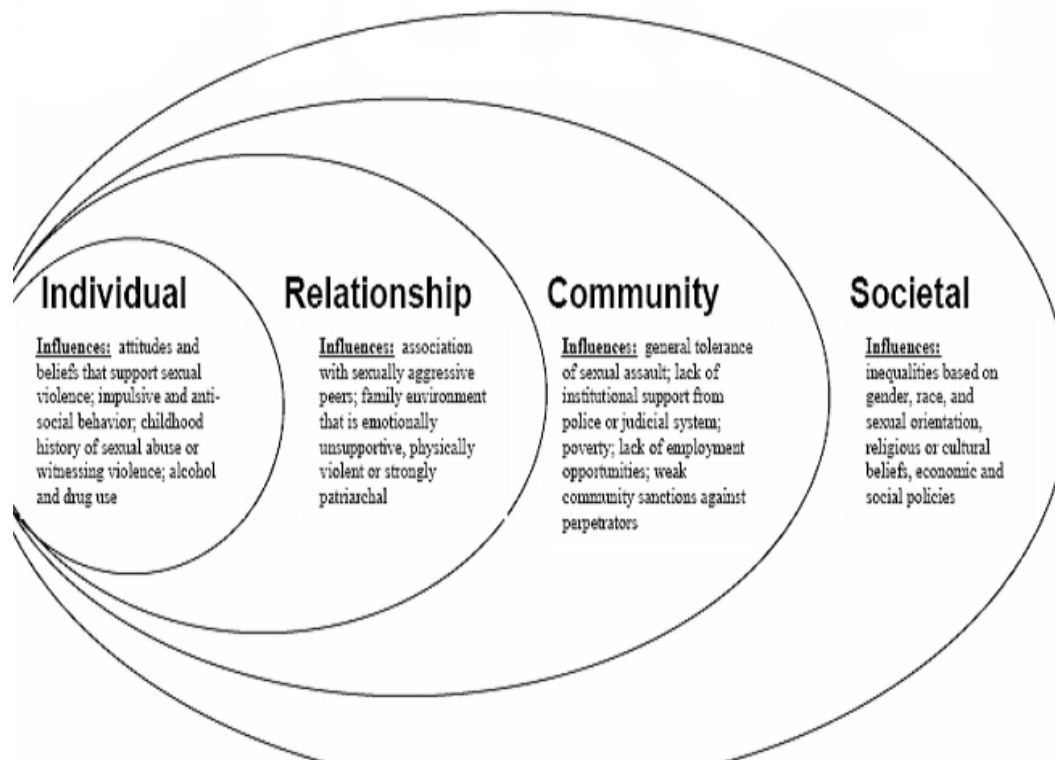 Individual
Influences: attitudes and
beliefs that support sexual
violence; impulsive and anti-
social behavior; childhood
history of sexual abuse or
witnessing violence; alcohol
and drug use
Relationship
Influences: association
with sexually aggressive
peers; family environment
that is emotionally
unsupportive, physically
violent or strongly
patriarchal
Community
Influences: general tolerance
of sexual assault; lack of
institutional support from
police or judicial system;
poverty; lack of employment
opportunities; weak
community sanctions against
perpetrators
Societal
Influences:
inequalities based on
gender, race, and
sexual orientation,
religious or cultural
beliefs, economic and
social policies